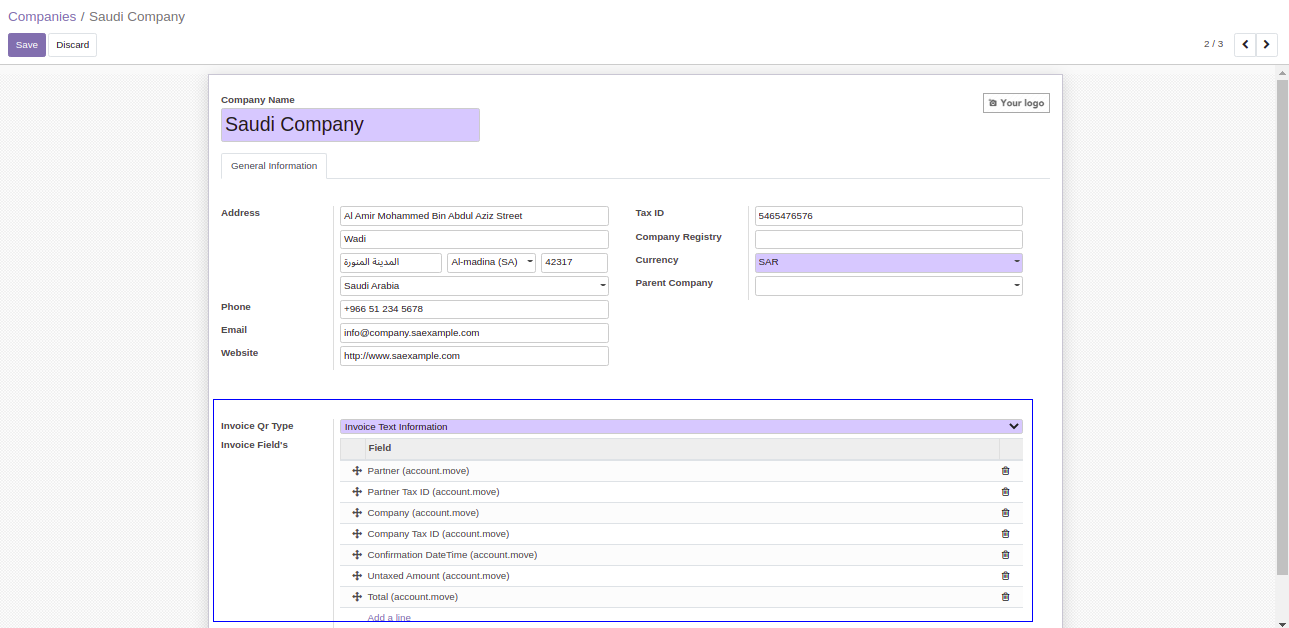 Companies / Saudi Company
Save Discard
2 / 3
Company Name
Your logo
Saudi Company
General Information
Address
Al Amir Mohammed Bin Abdul Aziz Street
Wadi
المدينة المنورة Al-madina (SA) 42317
Saudi Arabia
Phone +966 51 234 5678
Email info@company.saexample.com
Website http://www.saexample.com
Tax ID 5465476576
Company Registry
Currency SAR
Parent Company
Invoice Qr Type Invoice Text Information
Invoice Field's
Field
Partner (account.move)
Partner Tax ID (account.move)
Company (account.move)
Company Tax ID (account.move)
Confirmation DateTime (account.move)
Untaxed Amount (account.move)
Total (account.move)
Add a line